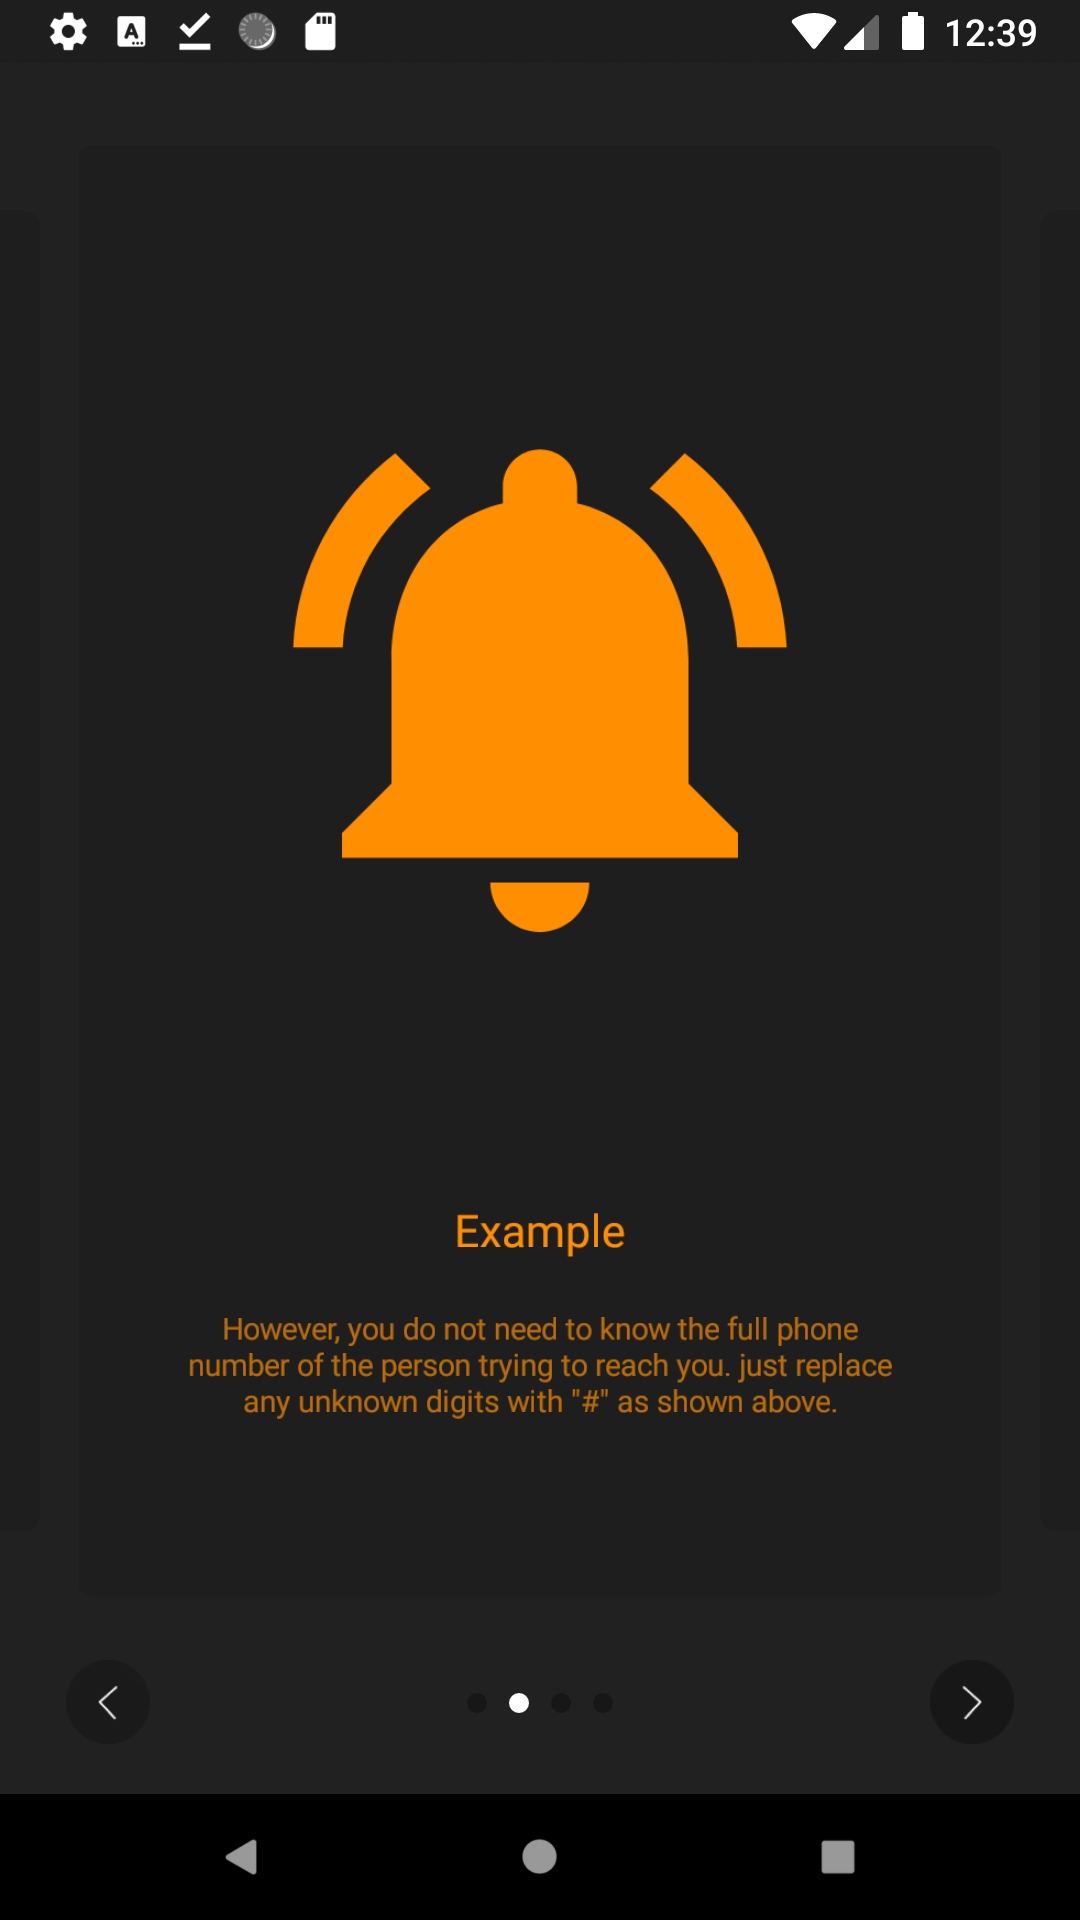 12:39
Example
However, you do not need to know the full phone
number of the person trying to reach you. just replace
any unknown digits with "#" as shown above.